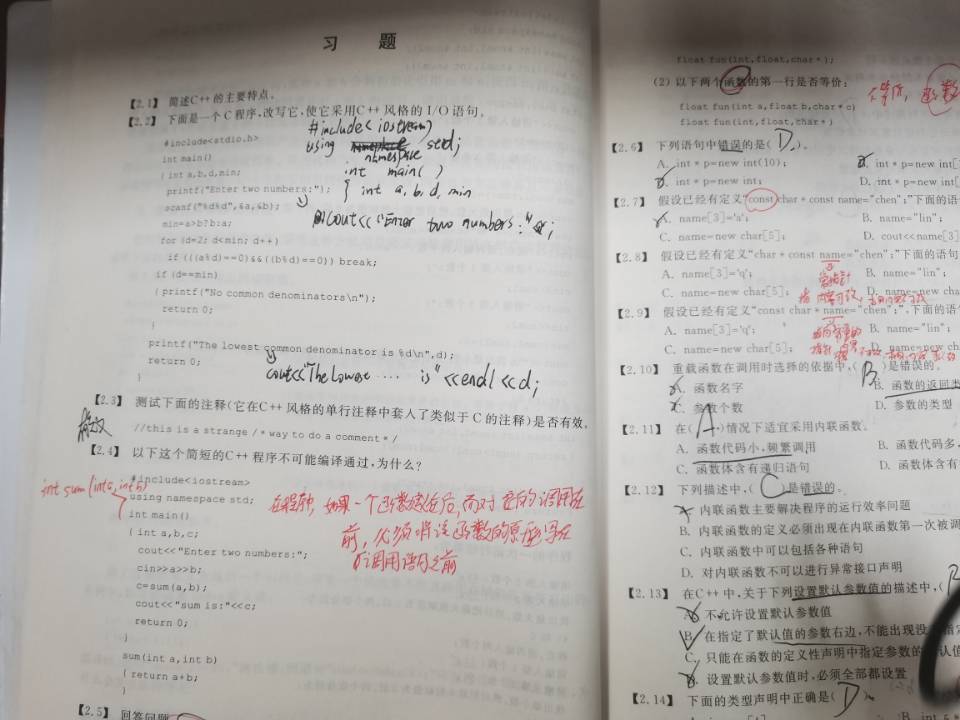 习 题
【2.1】 简述C++的主要特点。
【2.2】 下面是一个C程序,改写它,使它采用C++风格的I/O语句。
#include<stdio.h>
int main()
{ int a,b,d,min;
printf("Enter two numbers:");
scanf("%d%d",&a,&b);
min=a>b?b:a;
for (d=2; d<min; d++)
if (((a%d)==0)&&((b%d)==0)) break;
if (d==min)
{ printf("No common denominators\n");
return 0;
}
printf("The lowest common denominator is %d\n",d);
return 0;
}
#include<iostream>
using namespace std;
int main()
{ int a, b, d, min
cout<<"Enter two numbers:"
cout<<"The lowest .... is"<<endl<<d;
【2.3】 测试下面的注释(它在C++风格的单行注释中套入了类似于C的注释)是否有效。
//this is a strange /*way to do a comment*/
有效
【2.4】 以下这个简短的C++程序不可能编译通过,为什么?
#include<iostream>
using namespace std;
int main()
{ int a,b,c;
cout<<"Enter two numbers:";
cin>>a>>b;
c=sum(a,b);
cout<<"sum is:"<<c;
return 0;
}
sum(int a,int b)
{ return a+b;
}
int sum(int a, int b)
在程序中,如果一个函数定义在后,而对它的调用在
前,必须将该函数的原型写在
调用语句之前
【2.5】 回答问题
float fun(int,float,char*);
(2) 以下两个函数的第一行是否等价:
float fun(int a,float b,char*c)
float fun(int,float,char*)
不等价, 函数
【2.6】 下列语句中错误的是( D )。
A. int * p=new int(10);
B. int * p=new int[
C. int * p=new int;
D. int * p=new int[
【2.7】 假设已经有定义"const char * const name="chen";"下面的语
A. name[3]='a';
B. name="lin";
C. name=new char[5];
D. cout<<name[3]
【2.8】 假设已经有定义"char * const name="chen";"下面的语句
A. name[3]='q';
B. name="lin";
C. name=new char[5];
D. name=new cha
常指针
【2.9】 假设已经有定义"const char * name="chen";",下面的语
A. name[3]='q';
B. name="lin";
C. name=new char[5];
D. name=new ch
【2.10】 重载函数在调用时选择的依据中,( B )是错误的。
A. 函数名字
B. 函数的返回类
C. 参数个数
D. 参数的类型
【2.11】 在( A )情况下适宜采用内联函数。
A. 函数代码小,频繁调用
B. 函数代码多,
C. 函数体含有递归语句
D. 函数体含有
【2.12】 下列描述中,( C )是错误的。
A. 内联函数主要解决程序的运行效率问题
B. 内联函数的定义必须出现在内联函数第一次被调
C. 内联函数中可以包括各种语句
D. 对内联函数不可以进行异常接口声明
【2.13】 在C++中,关于下列设置默认参数值的描述中,( B
A. 不允许设置默认参数值
B. 在指定了默认值的参数右边,不能出现没
C. 只能在函数的定义性声明中指定参数的
D. 设置默认参数值时,必须全部都设置
【2.14】 下面的类型声明中正确是( D )。